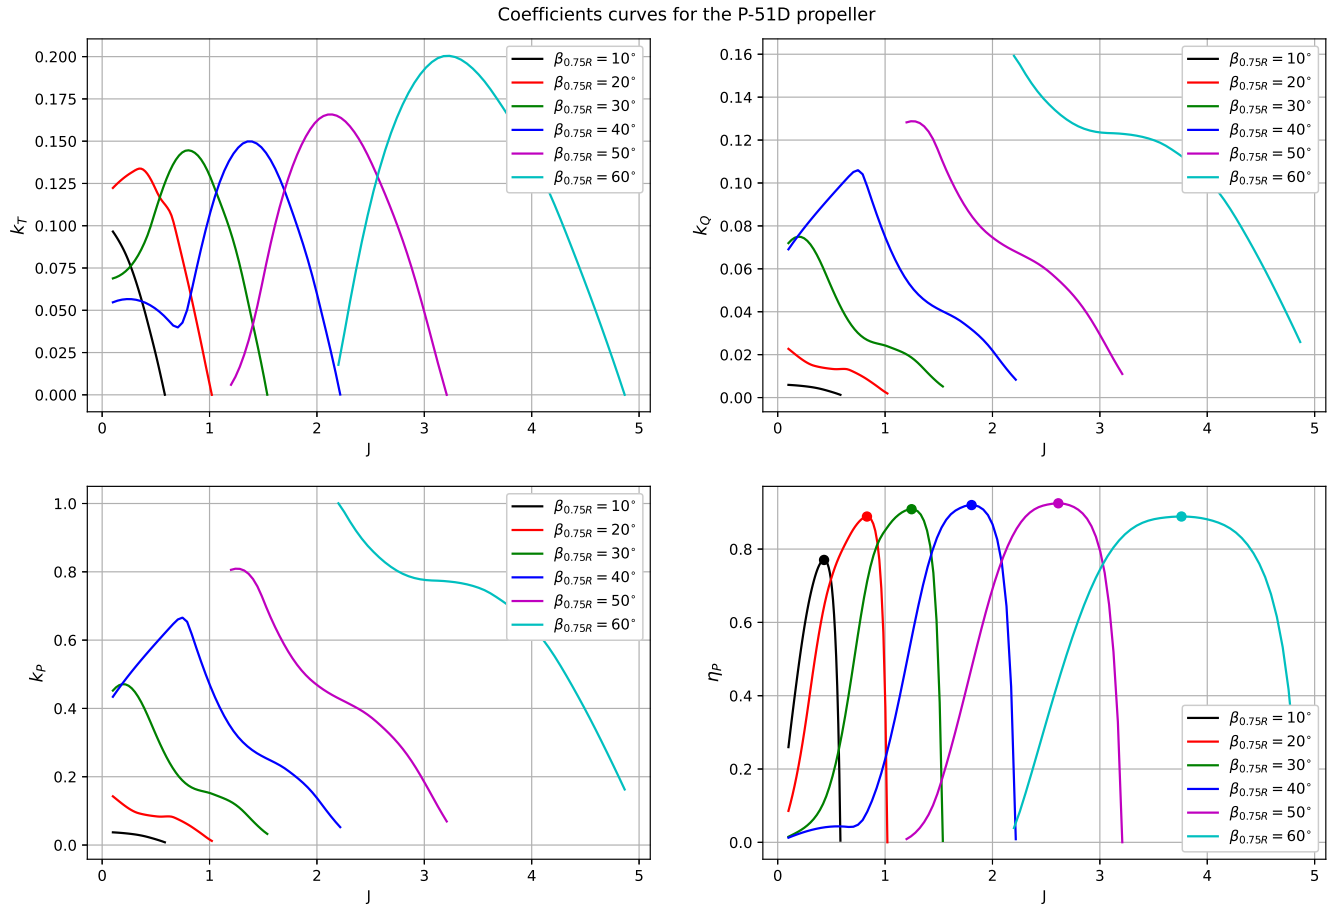 Coefficients curves for the P-51D propeller
k_T
0.200
0.175
0.150
0.125
0.100
0.075
0.050
0.025
0.000
0 1 2 3 4 5
J
β_0.75R = 10°
β_0.75R = 20°
β_0.75R = 30°
β_0.75R = 40°
β_0.75R = 50°
β_0.75R = 60°
k_Q
0.16
0.14
0.12
0.10
0.08
0.06
0.04
0.02
0.00
0 1 2 3 4 5
J
β_0.75R = 10°
β_0.75R = 20°
β_0.75R = 30°
β_0.75R = 40°
β_0.75R = 50°
β_0.75R = 60°
k_P
1.0
0.8
0.6
0.4
0.2
0.0
0 1 2 3 4 5
J
β_0.75R = 10°
β_0.75R = 20°
β_0.75R = 30°
β_0.75R = 40°
β_0.75R = 50°
β_0.75R = 60°
η_P
0.8
0.6
0.4
0.2
0.0
0 1 2 3 4 5
J
β_0.75R = 10°
β_0.75R = 20°
β_0.75R = 30°
β_0.75R = 40°
β_0.75R = 50°
β_0.75R = 60°